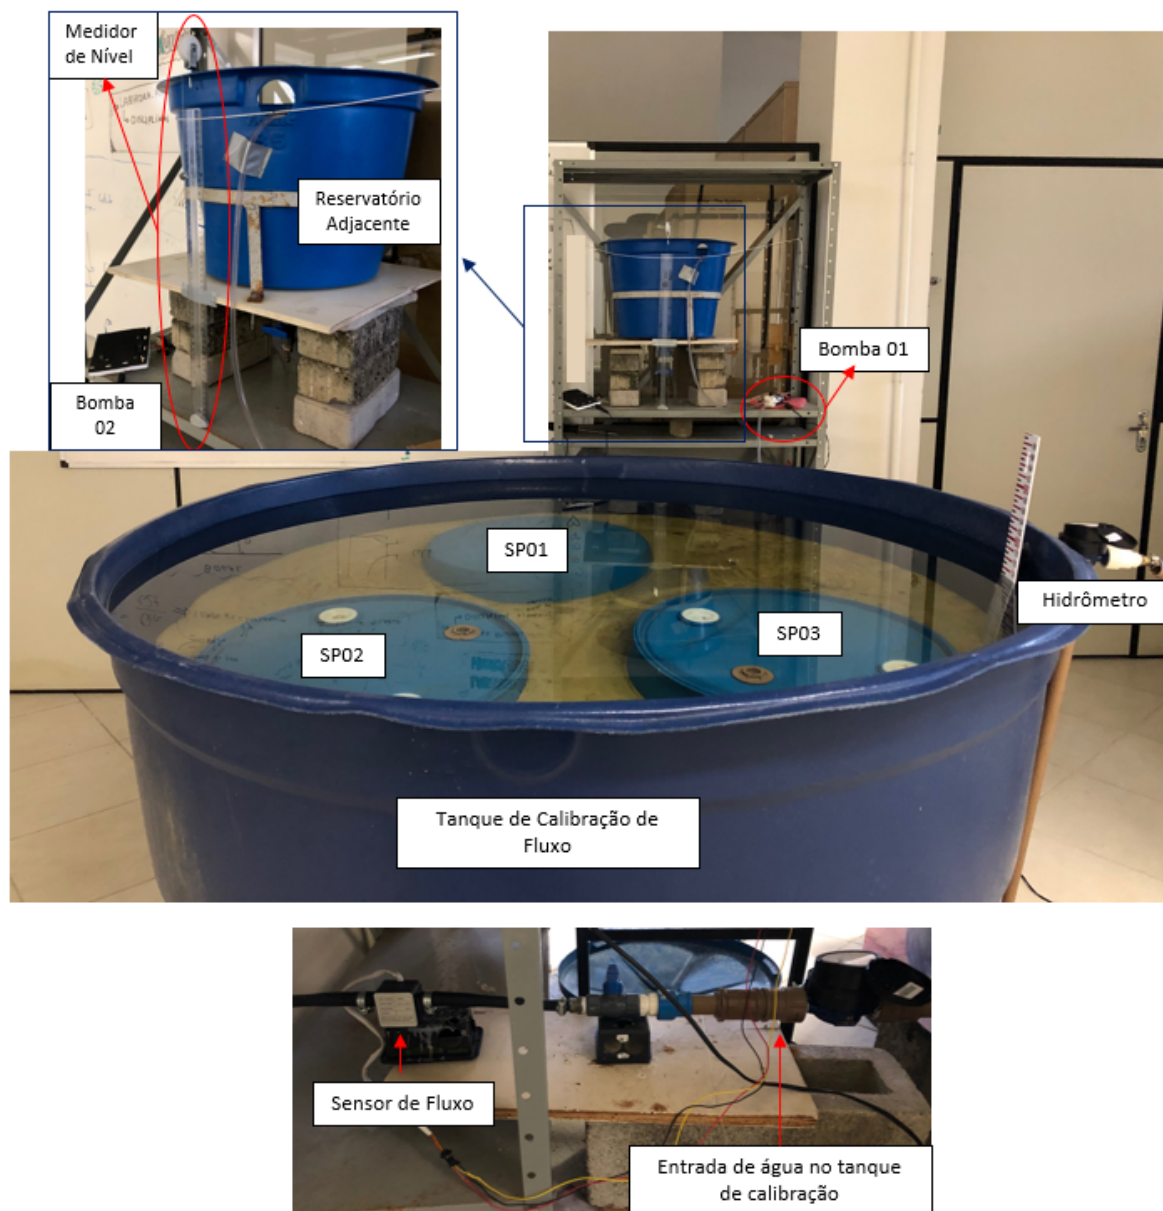 Medidor
de Nível
Reservatório
Adjacente
Bomba
02
Bomba 01
SP01
SP02
SP03
Hidrômetro
Tanque de Calibração de
Fluxo
Sensor de Fluxo
Entrada de água no tanque
de calibração